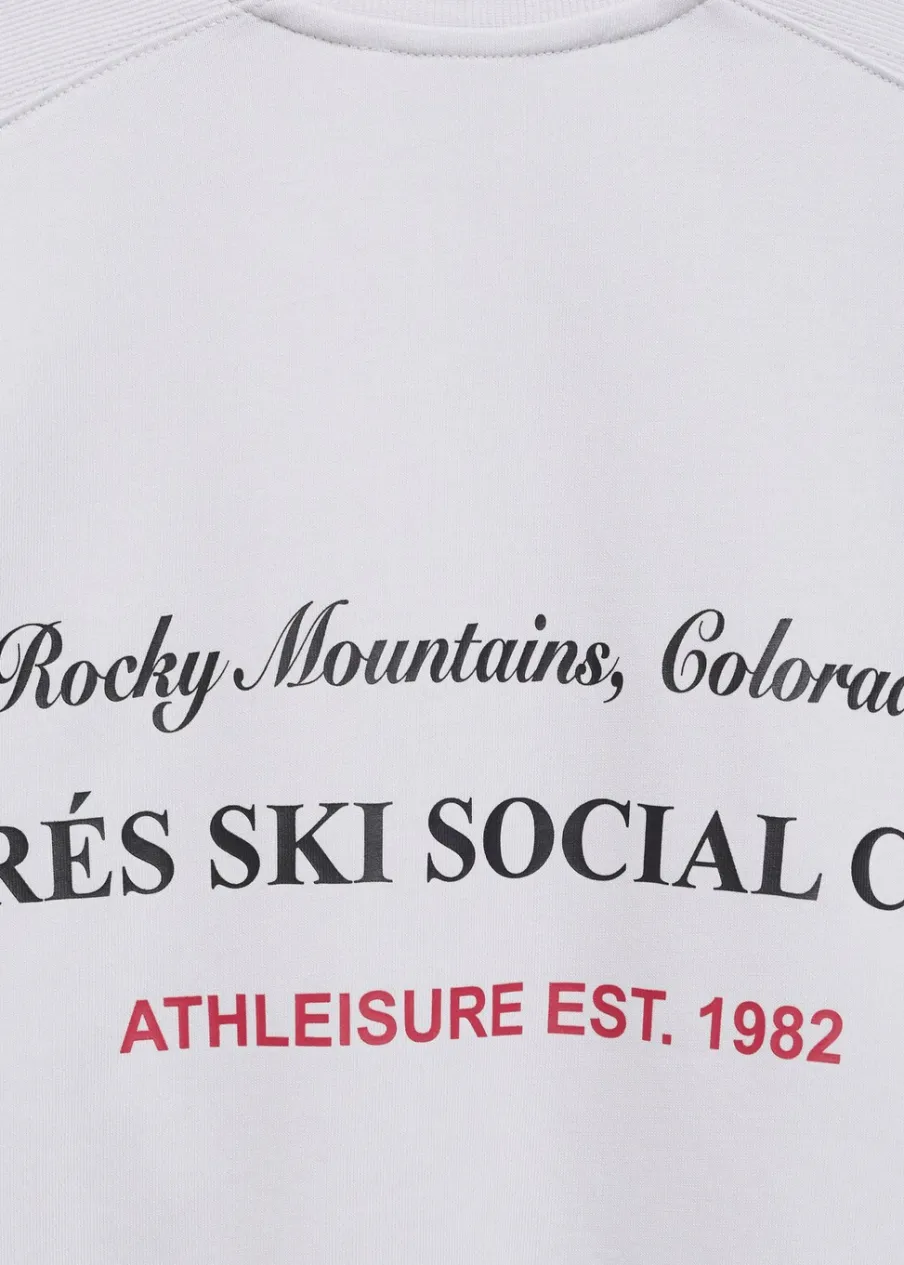 Rocky Mountains, Colorad
RÉS SKI SOCIAL C
ATHLEISURE EST. 1982